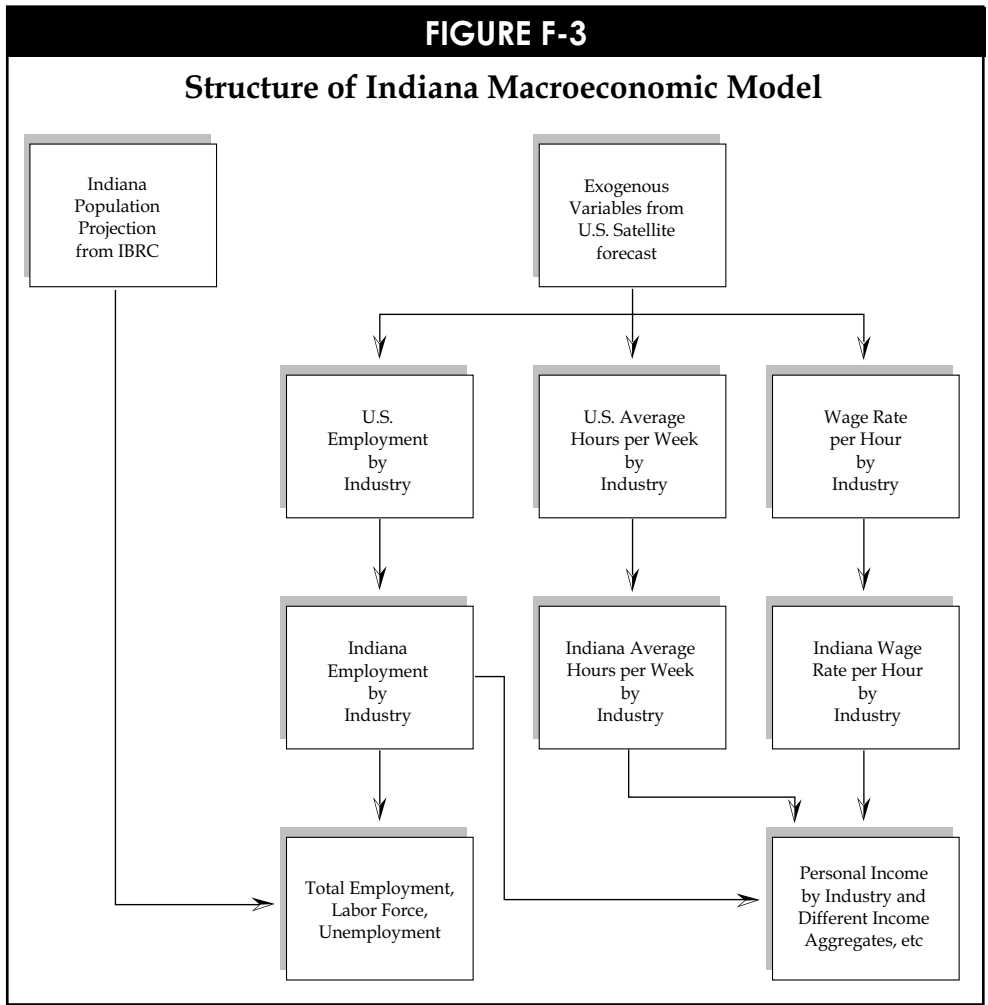 FIGURE F-3
Structure of Indiana Macroeconomic Model
Indiana
Population
Projection
from IBRC
Exogenous
Variables from
U.S. Satellite
forecast
U.S.
Employment
by
Industry
U.S. Average
Hours per Week
by
Industry
Wage Rate
per Hour
by
Industry
Indiana
Employment
by
Industry
Indiana Average
Hours per Week
by
Industry
Indiana Wage
Rate per Hour
by
Industry
Total Employment,
Labor Force,
Unemployment
Personal Income
by Industry and
Different Income
Aggregates, etc